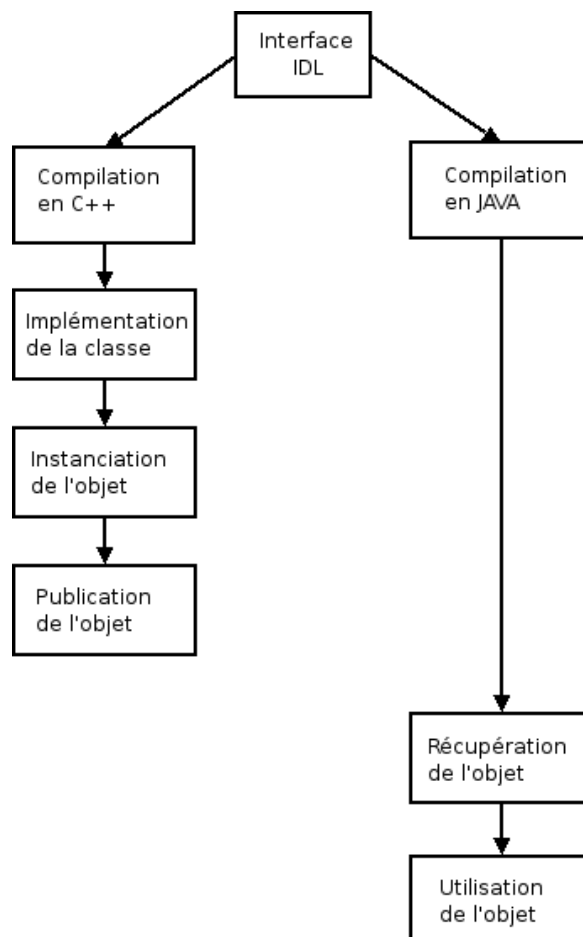 Interface
IDL
Compilation
en C++
Compilation
en JAVA
Implémentation
de la classe
Instanciation
de l'objet
Publication
de l'objet
Récupération
de l'objet
Utilisation
de l'objet